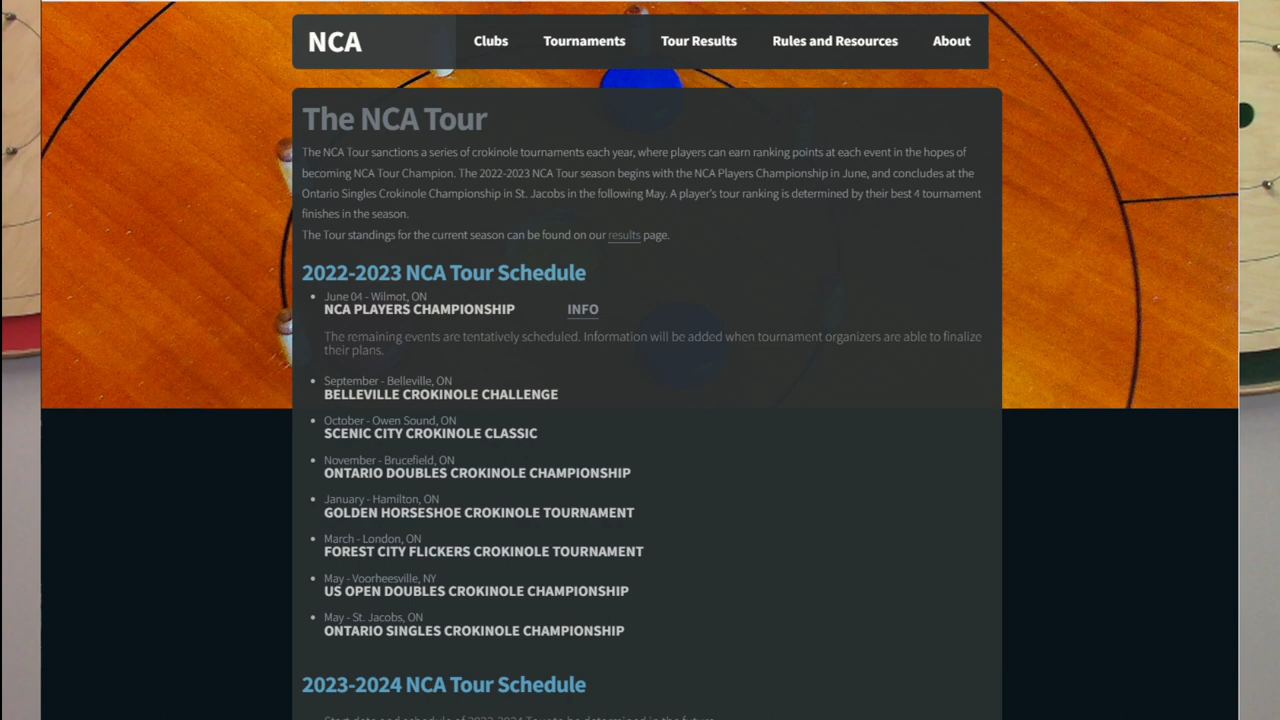 NCA
Clubs
Tournaments
Tour Results
Rules and Resources
About
The NCA Tour
The NCA Tour sanctions a series of crokinole tournaments each year, where players can earn ranking points at each event in the hopes of
becoming NCA Tour Champion. The 2022-2023 NCA Tour season begins with the NCA Players Championship in June, and concludes at the
Ontario Singles Crokinole Championship in St. Jacobs in the following May. A player's tour ranking is determined by their best 4 tournament
finishes in the season.
The Tour standings for the current season can be found on our results page.
2022-2023 NCA Tour Schedule
June 04 - Wilmot, ON
NCA PLAYERS CHAMPIONSHIP INFO
The remaining events are tentatively scheduled. Information will be added when tournament organizers are able to finalize
their plans.
September - Belleville, ON
BELLEVILLE CROKINOLE CHALLENGE
October - Owen Sound, ON
SCENIC CITY CROKINOLE CLASSIC
November - Brucefield, ON
ONTARIO DOUBLES CROKINOLE CHAMPIONSHIP
January - Hamilton, ON
GOLDEN HORSESHOE CROKINOLE TOURNAMENT
March - London, ON
FOREST CITY FLICKERS CROKINOLE TOURNAMENT
May - Voorheesville, NY
US OPEN DOUBLES CROKINOLE CHAMPIONSHIP
May - St. Jacobs, ON
ONTARIO SINGLES CROKINOLE CHAMPIONSHIP
2023-2024 NCA Tour Schedule